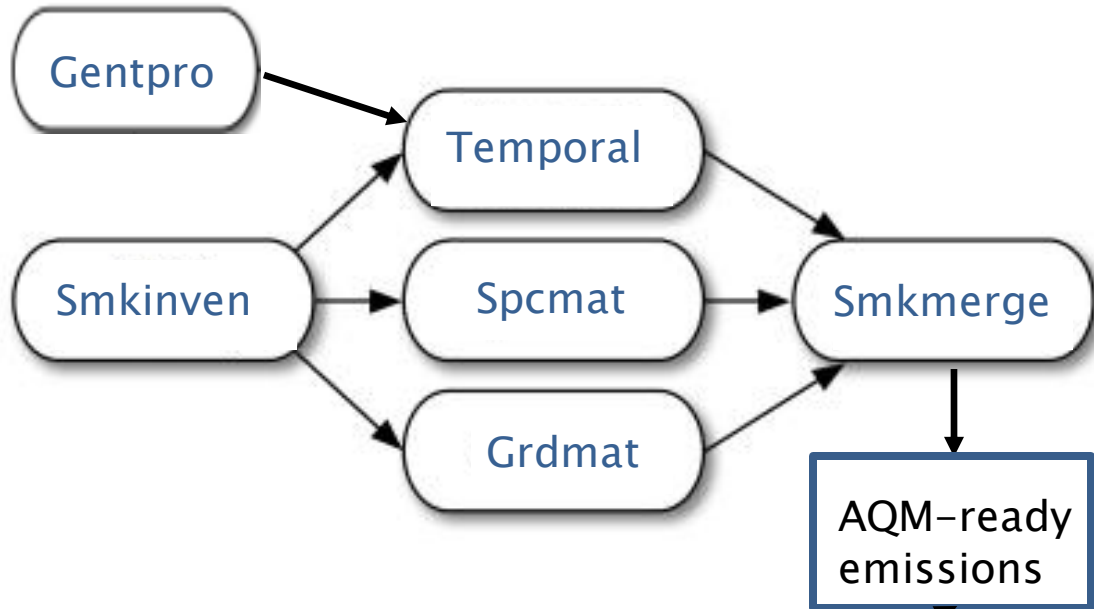 Gentpro
Temporal
Smkinven
Spcmat
Smkmerge
Grdmat
AQM-ready
emissions